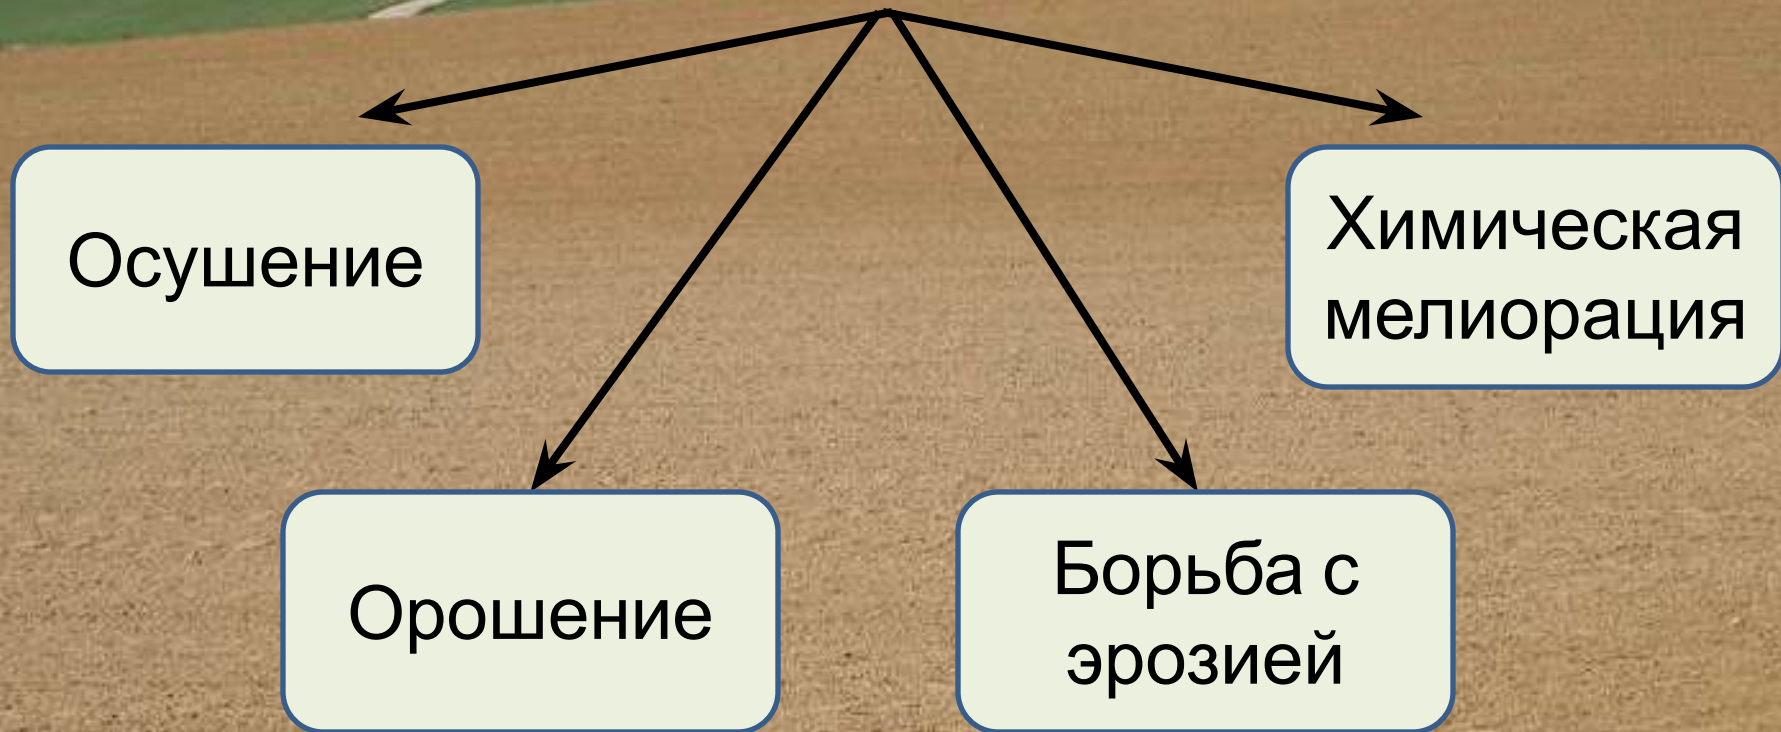 Осушение
Химическая
мелиорация
Орошение
Борьба с
эрозией